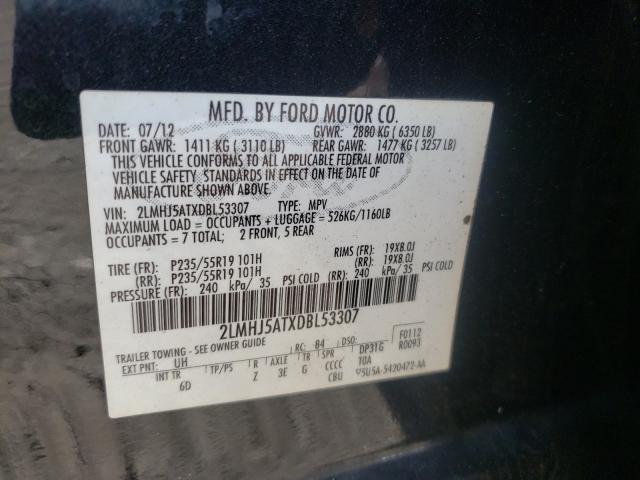 MFD. BY FORD MOTOR CO.
DATE: 07/12 GVWR: 2880 KG ( 6350 LB)
FRONT GAWR: 1411 KG ( 3110 LB) REAR GAWR: 1477 KG ( 3257 LB)
THIS VEHICLE CONFORMS TO ALL APPLICABLE FEDERAL MOTOR
VEHICLE SAFETY STANDARDS IN EFFECT ON THE DATE OF
MANUFACTURE SHOWN ABOVE.
VIN: 2LMHJ5ATXDBL53307 TYPE: MPV
MAXIMUM LOAD = OCCUPANTS + LUGGAGE = 526KG/1160LB
OCCUPANTS = 7 TOTAL; 2 FRONT, 5 REAR
TIRE (FR): P235/55R19 101H RIMS (FR): 19X8.0J
(RR): P235/55R19 101H (RR): 19X8.0J
PRESSURE (FR): 240 kPa/ 35 PSI COLD (RR): 240 kPa/ 35 PSI COLD
2LMHJ5ATXDBL53307
TRAILER TOWING - SEE OWNER GUIDE RC: 84 DSO: F0112
EXT PNT: UH DP31G R0093
INT TR TP/PS R AXLE TR SPR T0A
6D Z 3E G CCCC
CBU 5U5A-5420472-AA